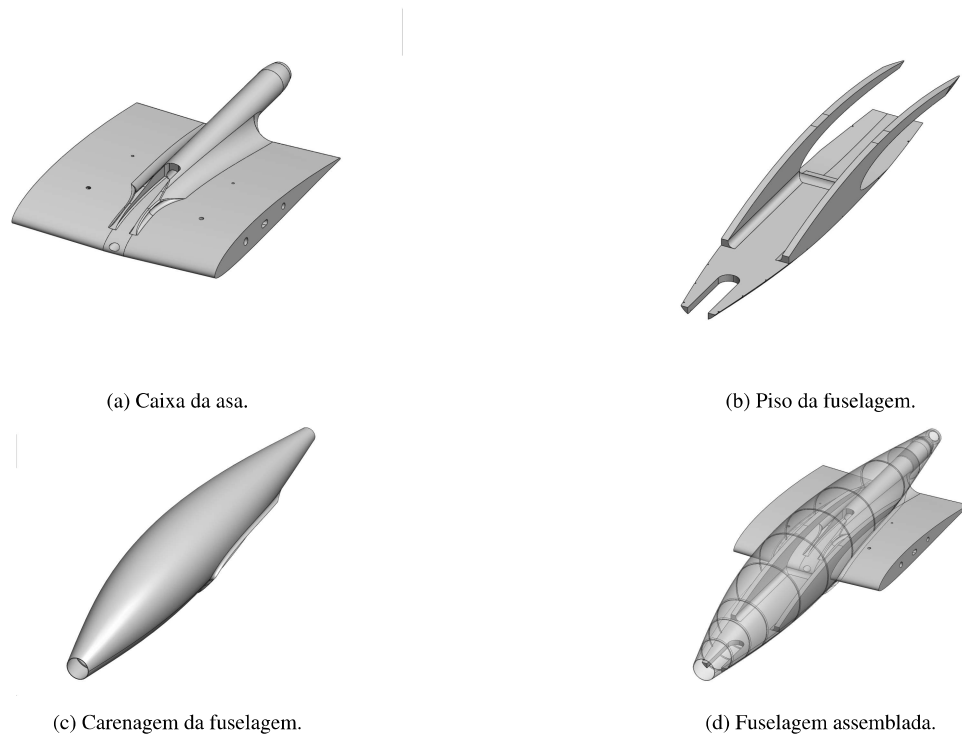 (a) Caixa da asa.
(b) Piso da fuselagem.
(c) Carenagem da fuselagem.
(d) Fuselagem assemblada.